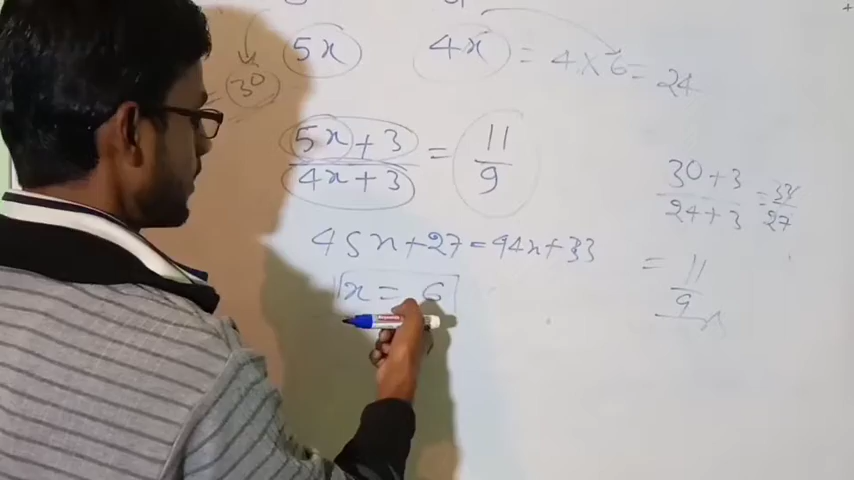 5x 4x = 4×6 = 24
30
5x+3 / 4x+3 = 11 / 9
45x+27 = 44x+33
x = 6
30+3 / 24+3 = 33 / 27
= 11 / 9